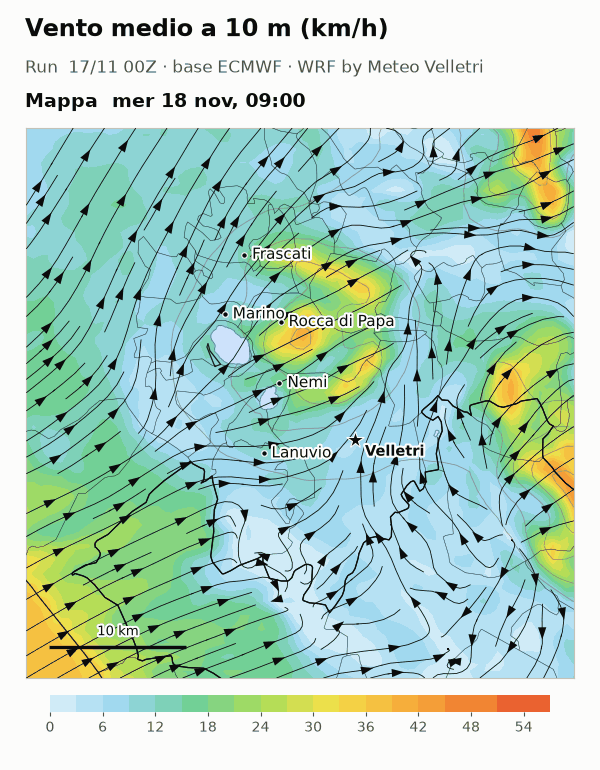 Vento medio a 10 m (km/h)
Run 17/11 00Z · base ECMWF · WRF by Meteo Velletri
Mappa mer 18 nov, 09:00
Frascati
Marino
Rocca di Papa
Nemi
Velletri
Lanuvio
10 km
0 6 12 18 24 30 36 42 48 54